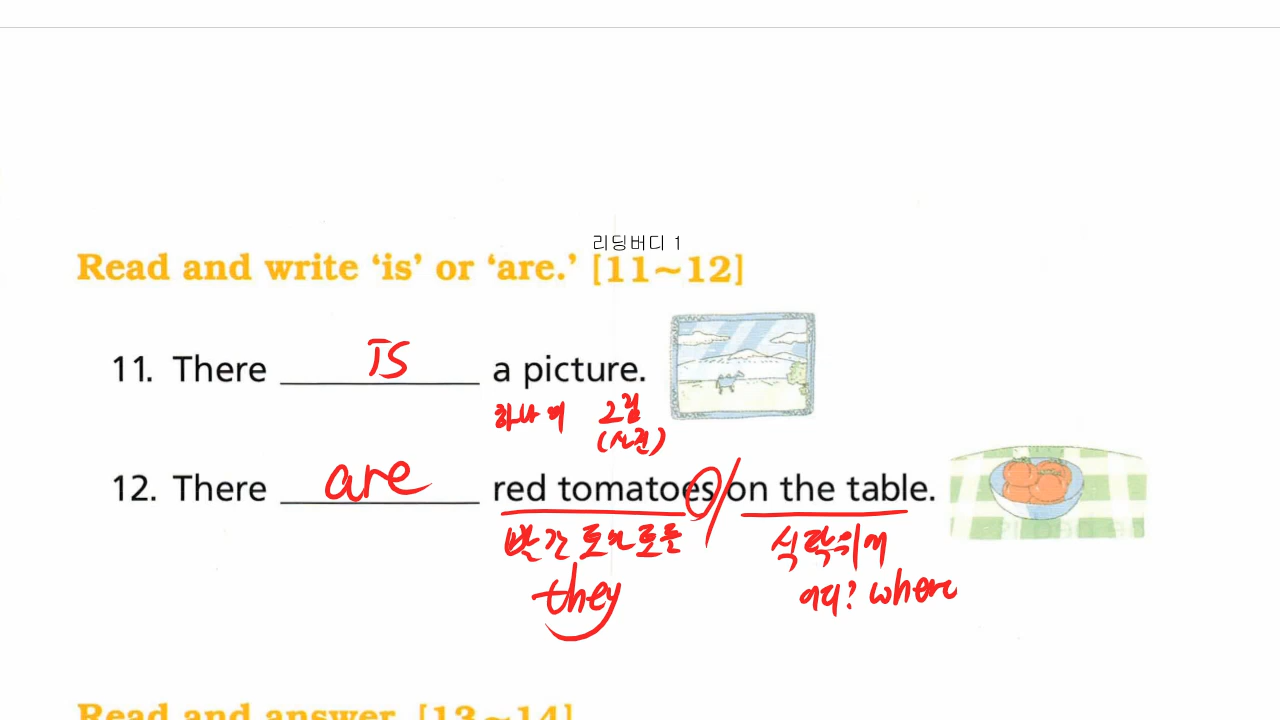 리딩버디 1
Read and write ‘is’ or ‘are.’ [11~12]
11. There is a picture.
하나의 그림
(사진)
12. There are red tomatoes / on the table.
빨간 토마토들 식탁위에
they 어디? where
Read and answer. [13~14]